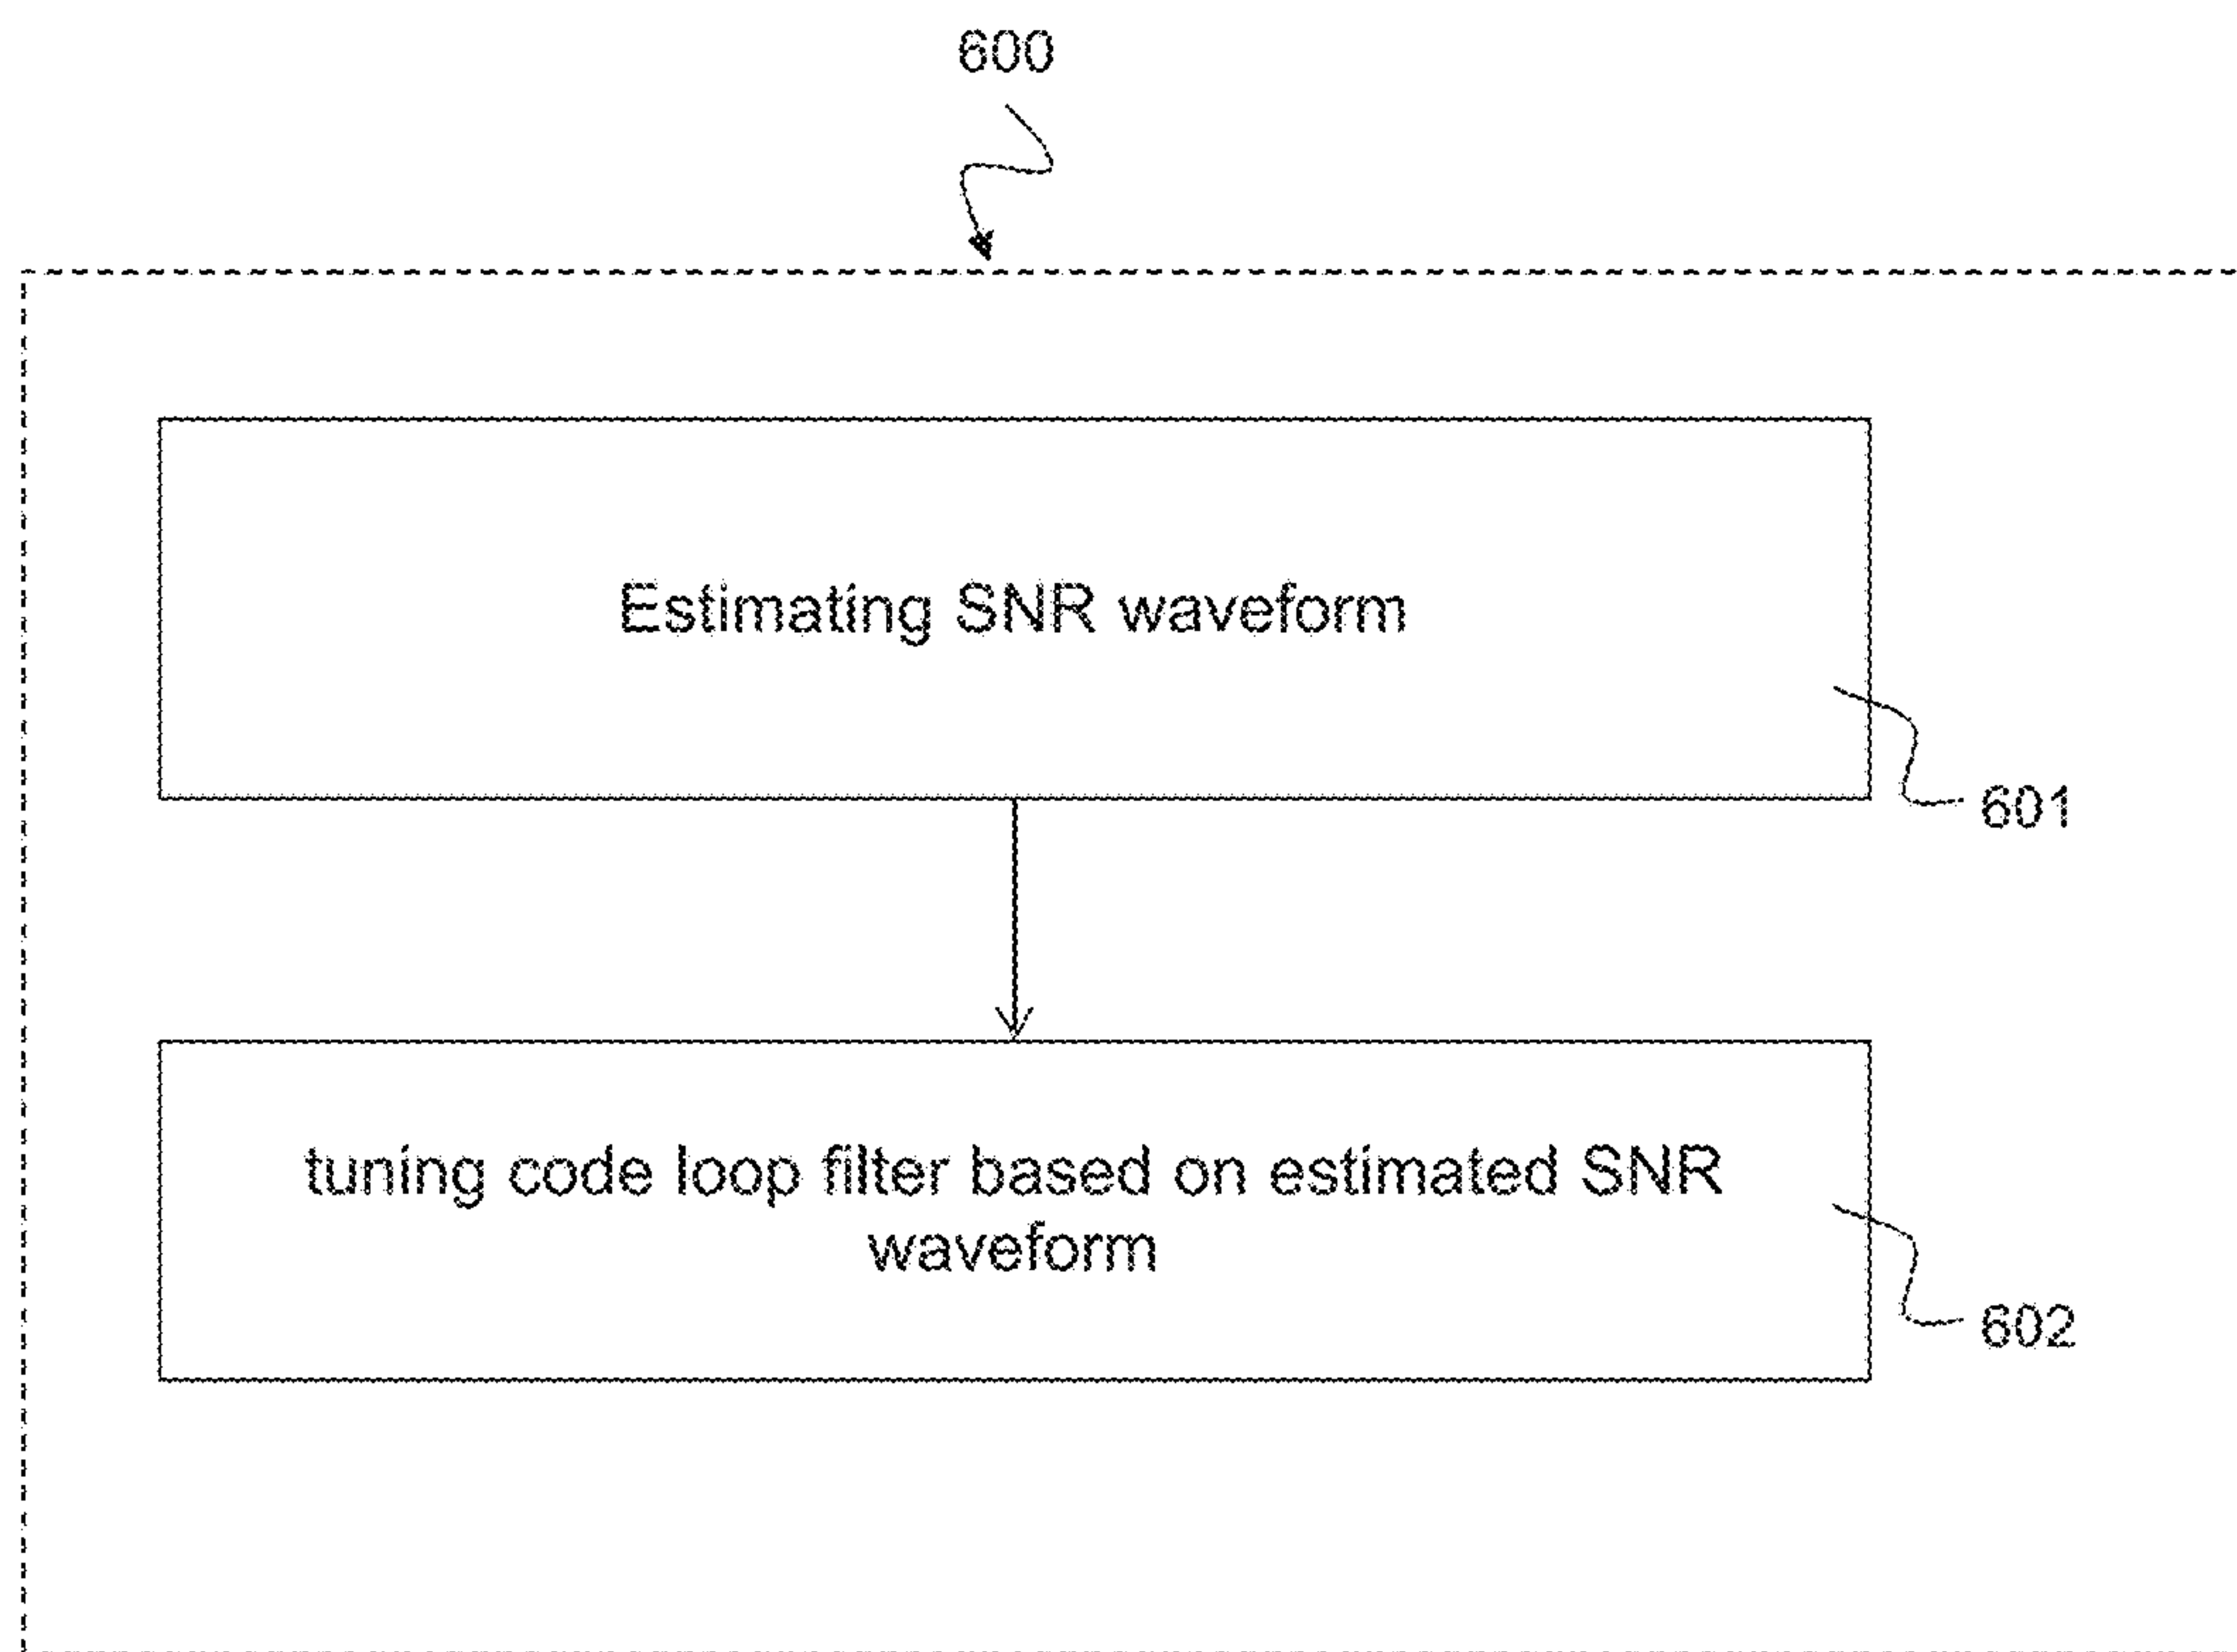 600
Estimating SNR waveform
601
tuning code loop filter based on estimated SNR
waveform
602